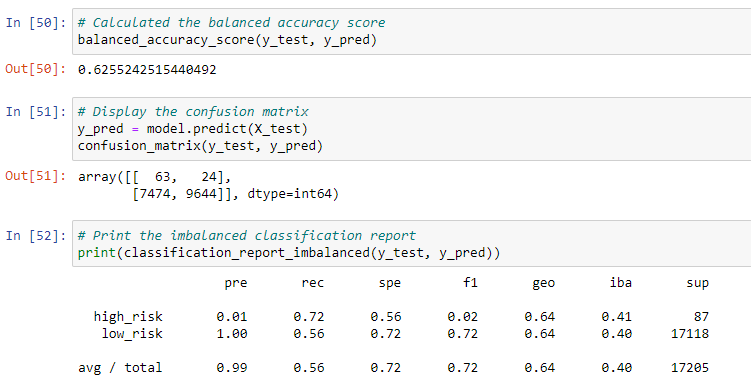 In [50]: # Calculated the balanced accuracy score
balanced_accuracy_score(y_test, y_pred)
Out[50]: 0.6255242515440492
In [51]: # Display the confusion matrix
y_pred = model.predict(X_test)
confusion_matrix(y_test, y_pred)
Out[51]: array([[  63,   24],
       [7474, 9644]], dtype=int64)
In [52]: # Print the imbalanced classification report
print(classification_report_imbalanced(y_test, y_pred))
pre rec spe f1 geo iba sup
high_risk 0.01 0.72 0.56 0.02 0.64 0.41 87
low_risk 1.00 0.56 0.72 0.72 0.64 0.40 17118
avg / total 0.99 0.56 0.72 0.72 0.64 0.40 17205